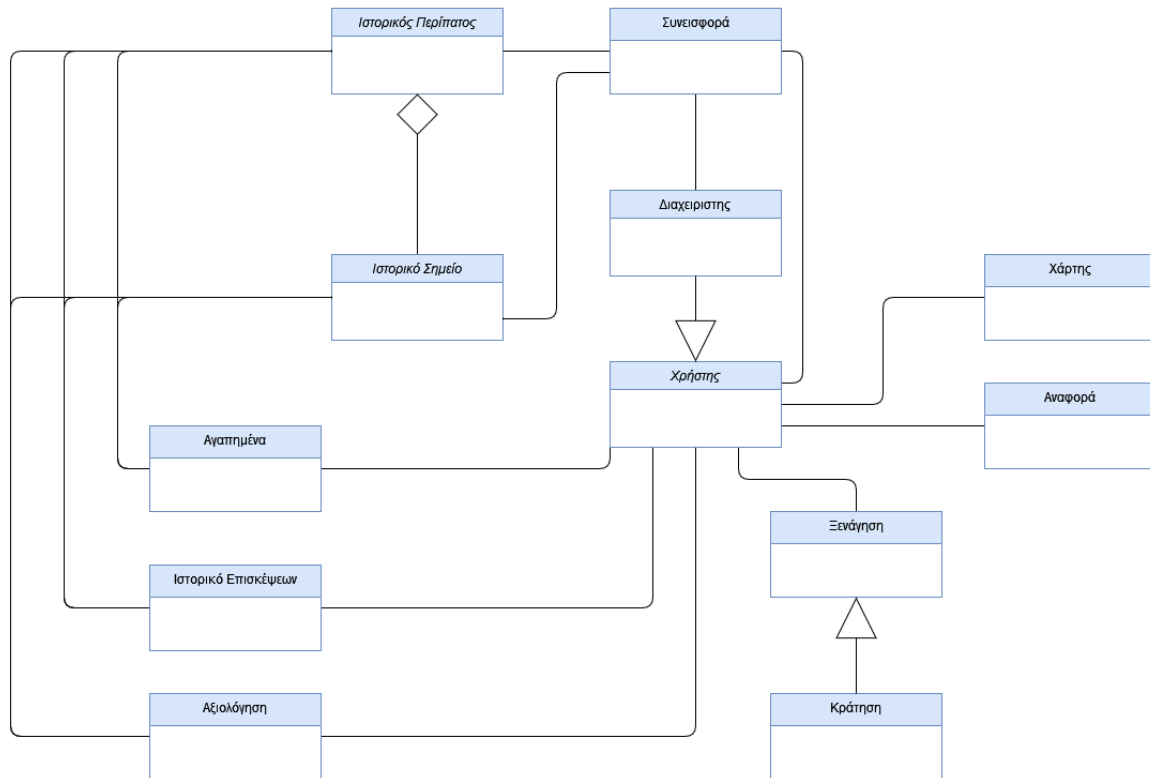 Ιστορικός Περίπατος
Συνεισφορά
Διαχειριστης
Ιστορικό Σημείο
Χάρτης
Χρήστης
Αναφορά
Αγαπημένα
Ξενάγηση
Ιστορικό Επισκέψεων
Αξιολόγηση
Κράτηση